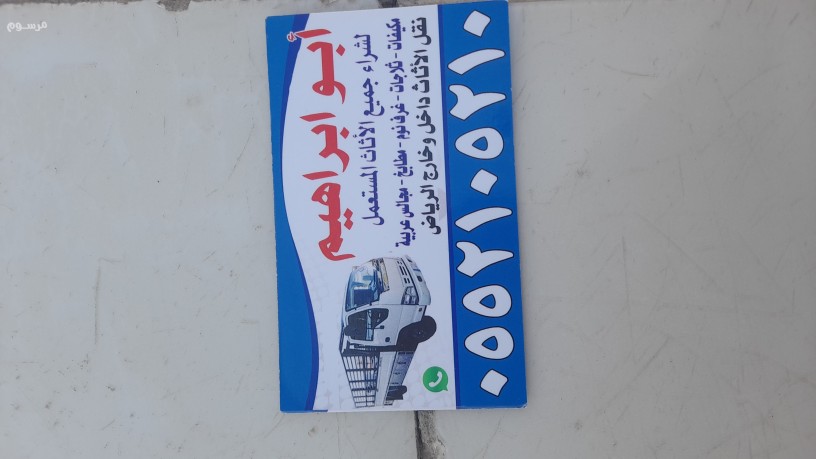 أبو ابراهيم
لشراء جميع الأثاث المستعمل
مكيفات - ثلاجات - غرف نوم - مطابخ - مجالس عربية
نقل الأثاث داخل وخارج الرياض
٠٥٥٢١٠٥٢١٠
مرسوم